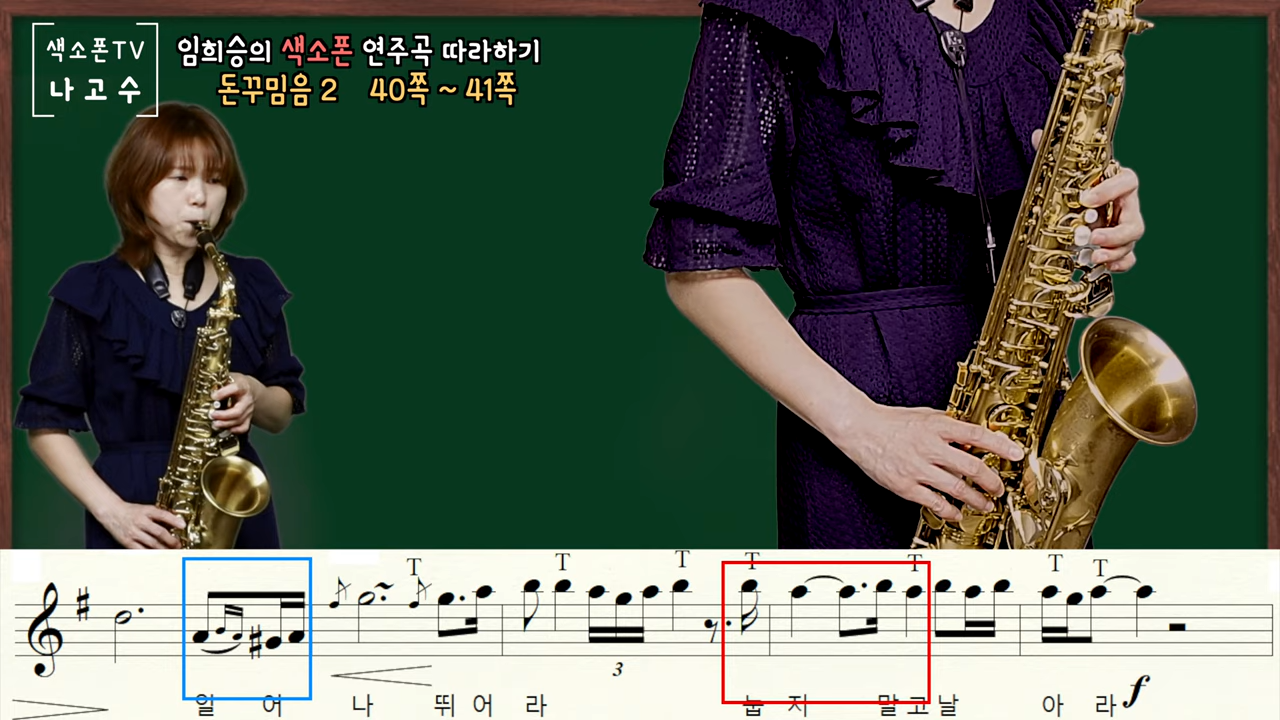 색소폰TV
나고수
임희승의 색소폰 연주곡 따라하기
돈꾸밈음 2 40쪽 ~ 41쪽
T T T T T T T
3
일 어 나 뛰 어 라 눕 지 말 고 날 아 라 f